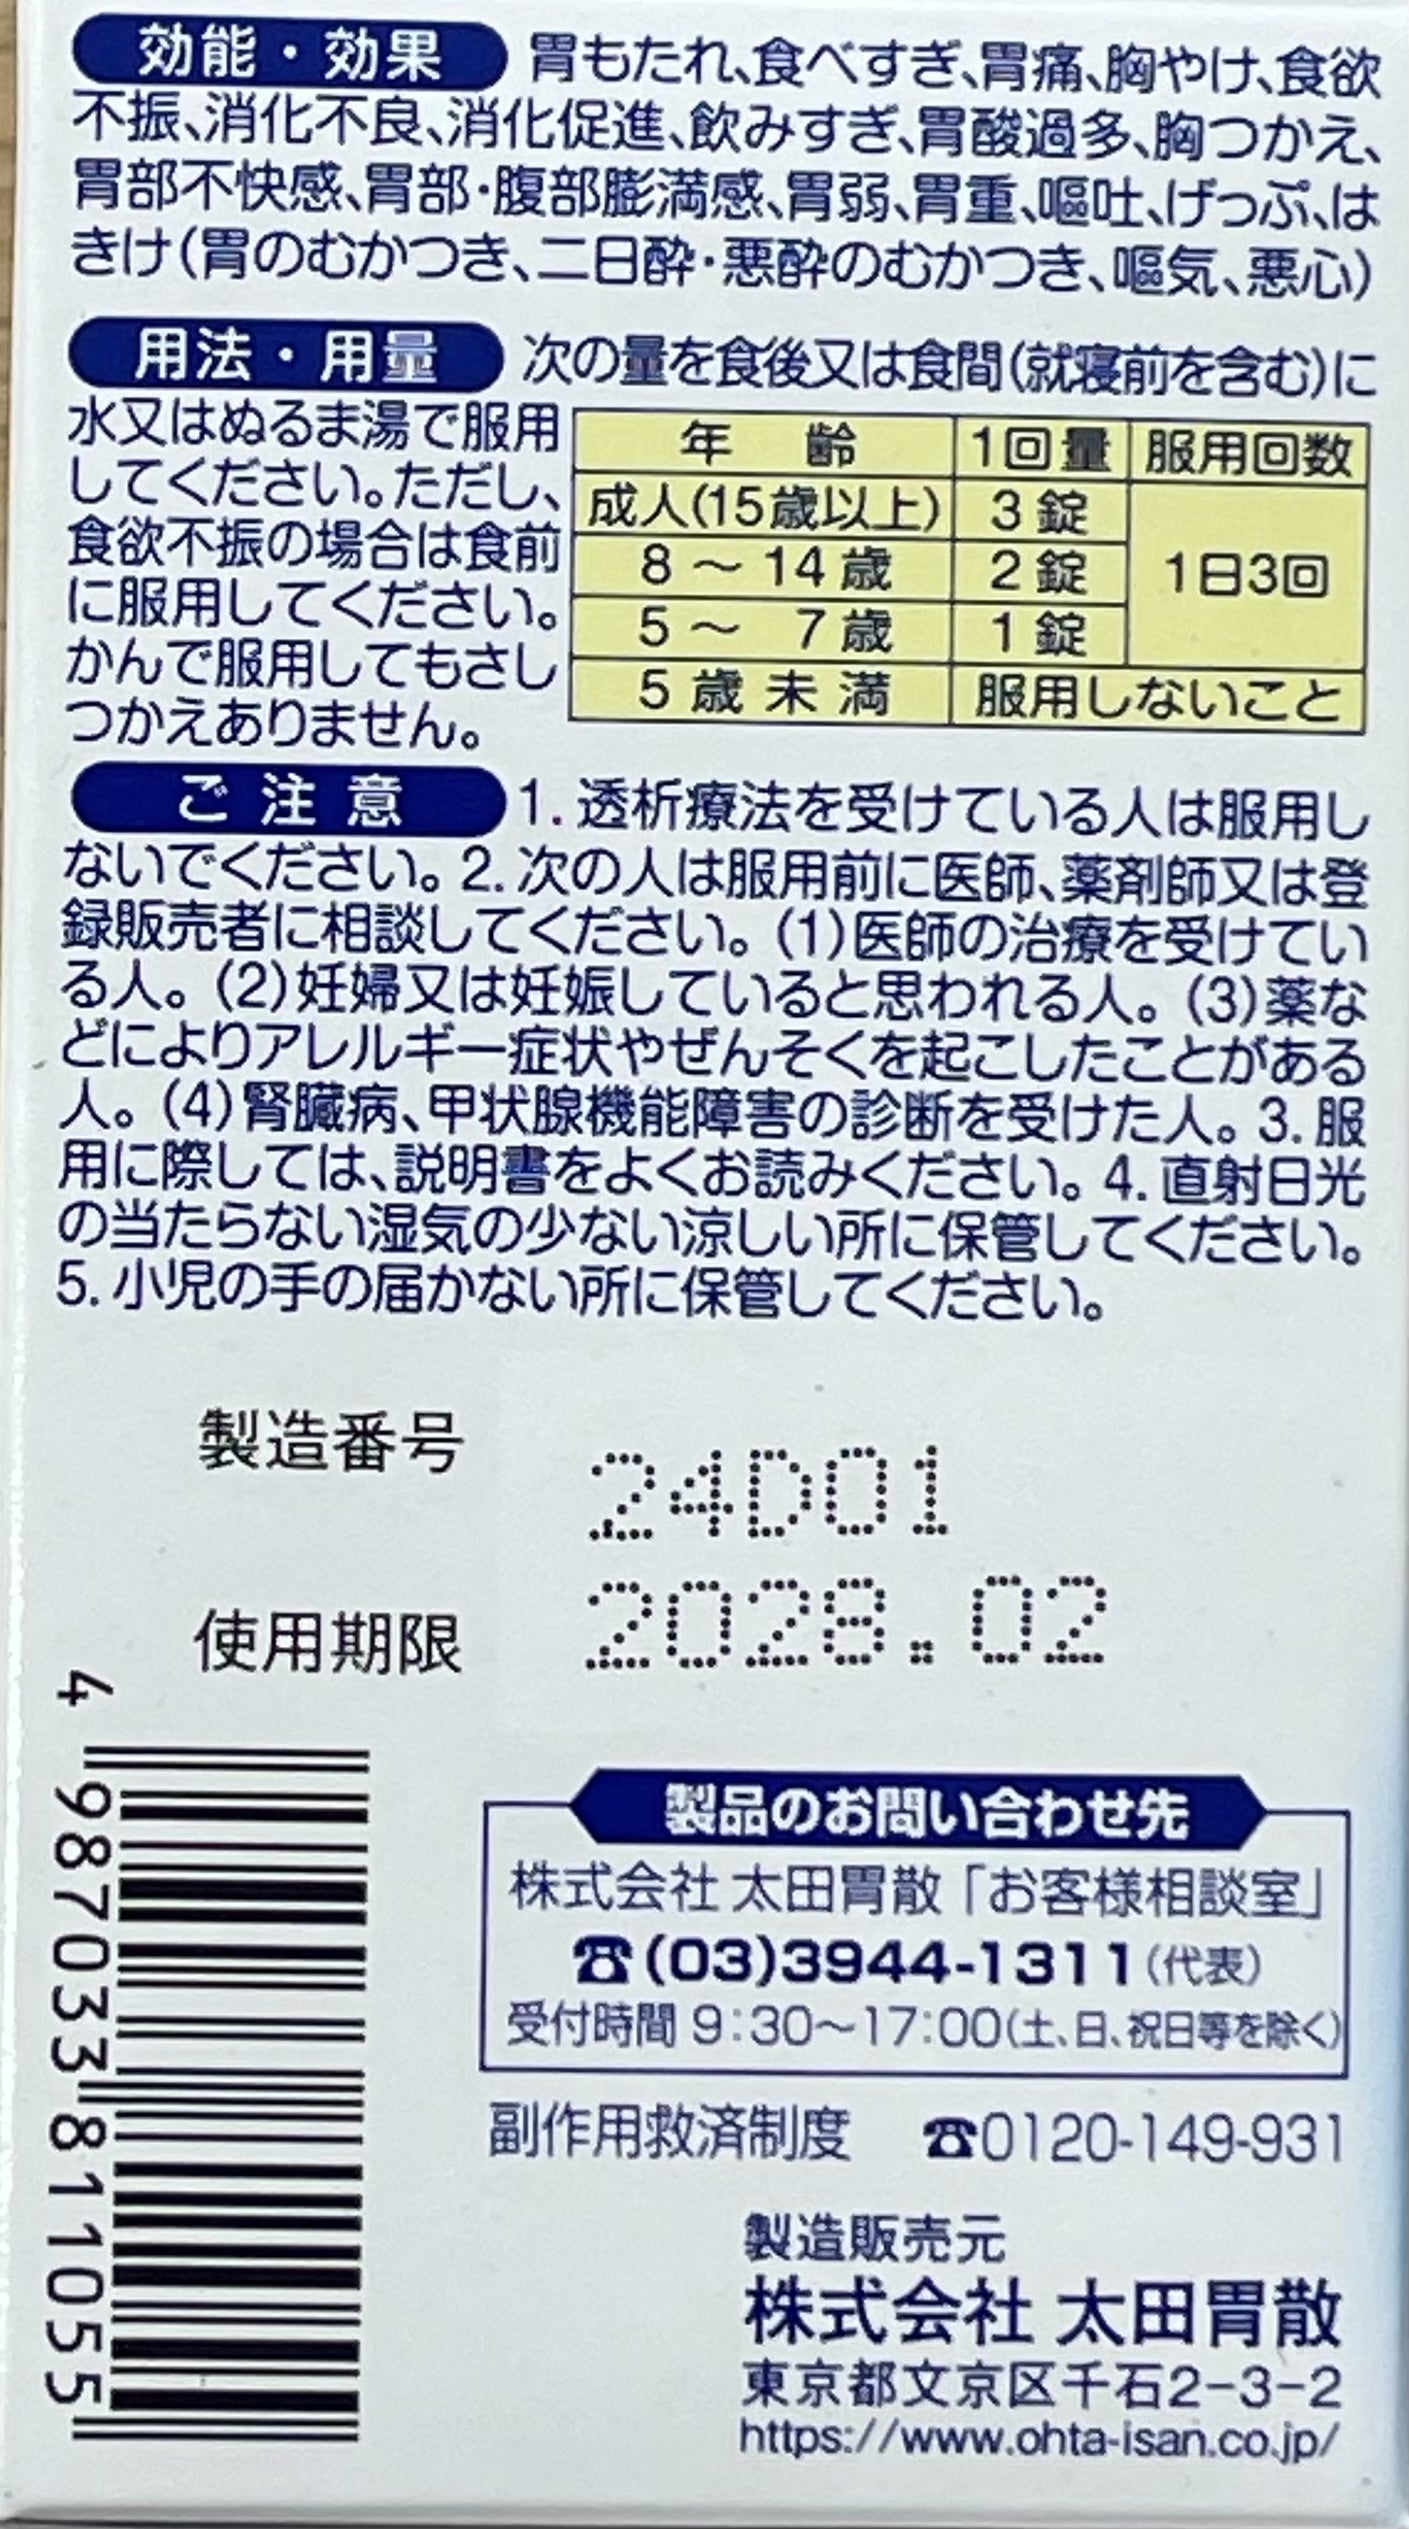 効能・効果 胃もたれ、食べすぎ、胃痛、胸やけ、食欲
不振、消化不良、消化促進、飲みすぎ、胃酸過多、胸つかえ、
胃部不快感、胃部・腹部膨満感、胃弱、胃重、嘔吐、げっぷ、は
きけ(胃のむかつき、二日酔・悪酔のむかつき、嘔気、悪心)
用法・用量 次の量を食後又は食間(就寝前を含む)に
水又はぬるま湯で服用
してください。ただし、
食欲不振の場合は食前
に服用してください。
かんで服用してもさし
つかえありません。
年 齢 1回量 服用回数
成人(15歳以上) 3錠
8 〜 14歳 2錠 1日3回
5 〜 7歳 1錠
5歳未満 服用しないこと
ご注意 1. 透析療法を受けている人は服用し
ないでください。2. 次の人は服用前に医師、薬剤師又は登
録販売者に相談してください。(1)医師の治療を受けてい
る人。(2)妊婦又は妊娠していると思われる人。(3)薬な
どによりアレルギー症状やぜんそくを起こしたことがある
人。(4)腎臓病、甲状腺機能障害の診断を受けた人。3. 服
用に際しては、説明書をよくお読みください。4. 直射日光
の当たらない湿気の少ない涼しい所に保管してください。
5. 小児の手の届かない所に保管してください。
製造番号 24D01
使用期限 2028.02
4 987033 811055
製品のお問い合わせ先
株式会社 太田胃散「お客様相談室」
☎(03)3944-1311(代表)
受付時間 9:30〜17:00(土、日、祝日等を除く)
副作用救済制度 ☎0120-149-931
製造販売元
株式会社 太田胃散
東京都文京区千石2-3-2
https://www.ohta-isan.co.jp/